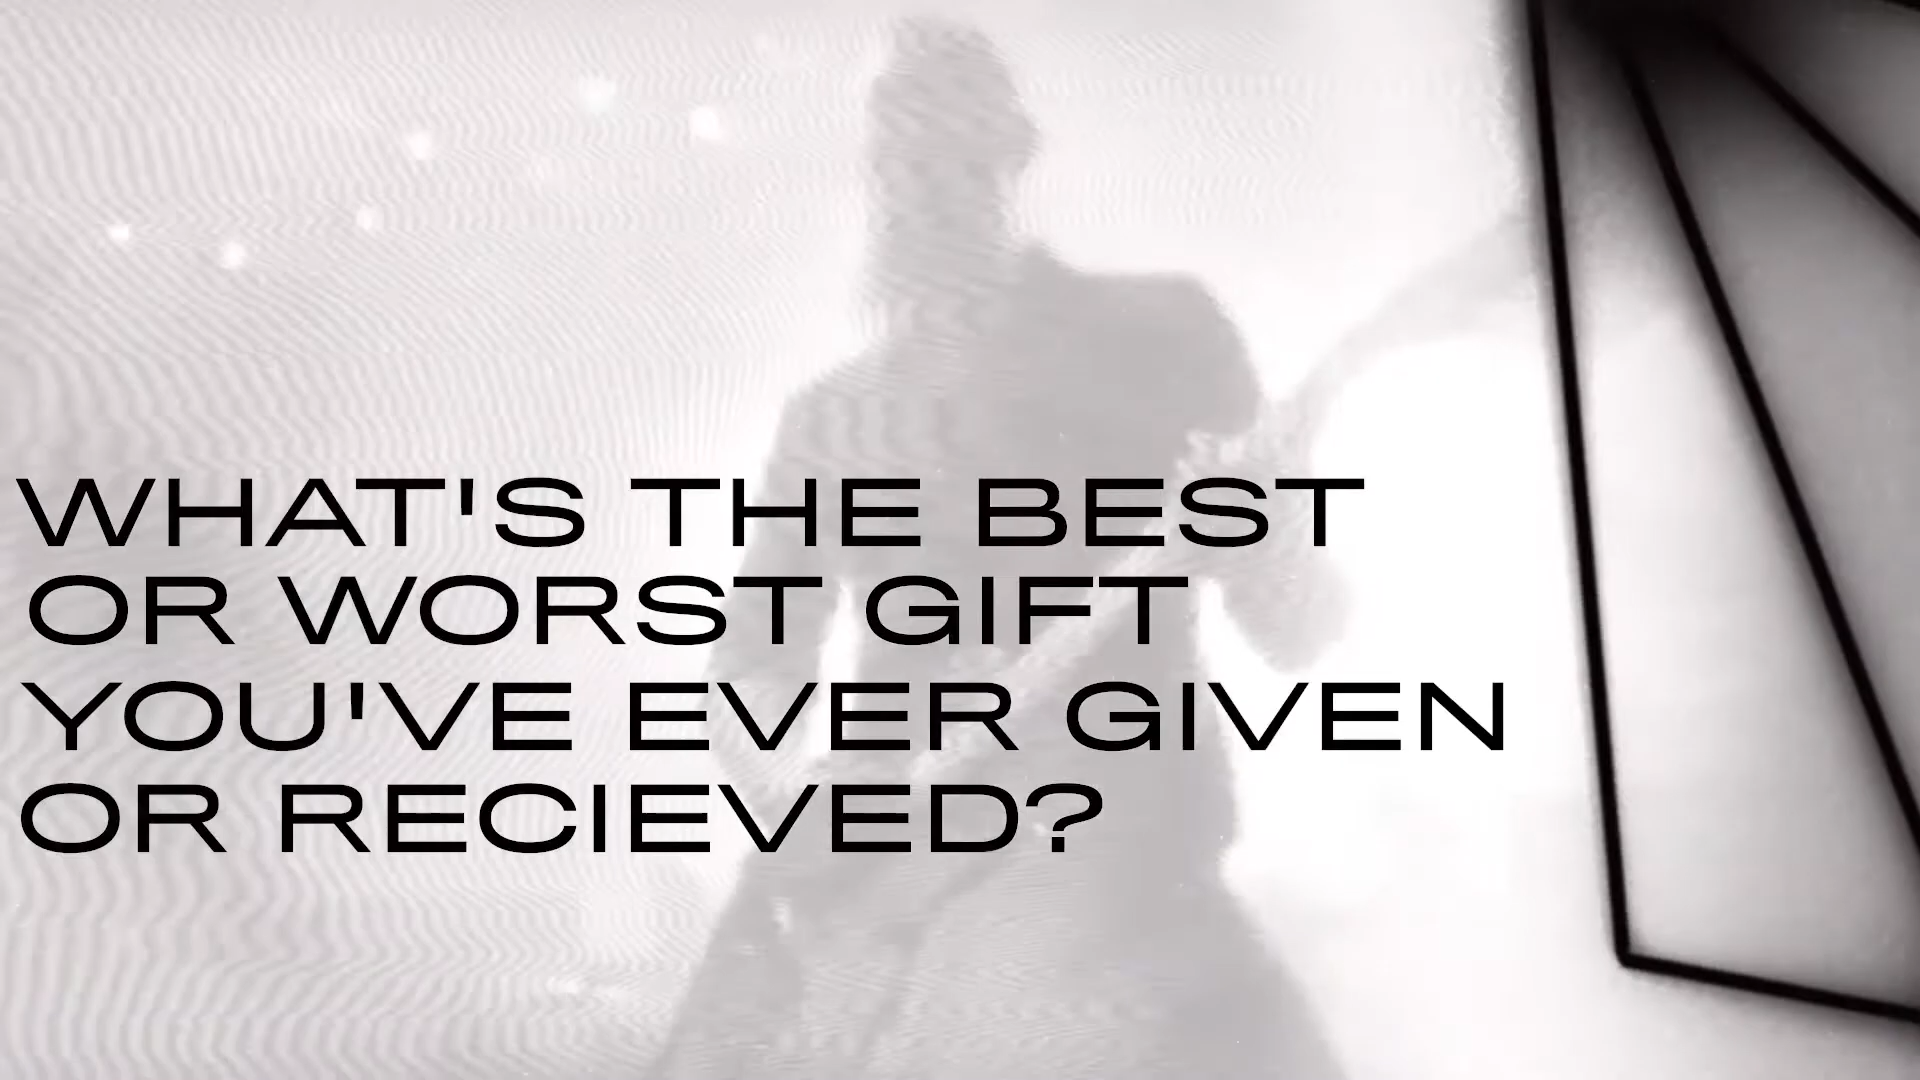 WHAT'S THE BEST
OR WORST GIFT
YOU'VE EVER GIVEN
OR RECIEVED?